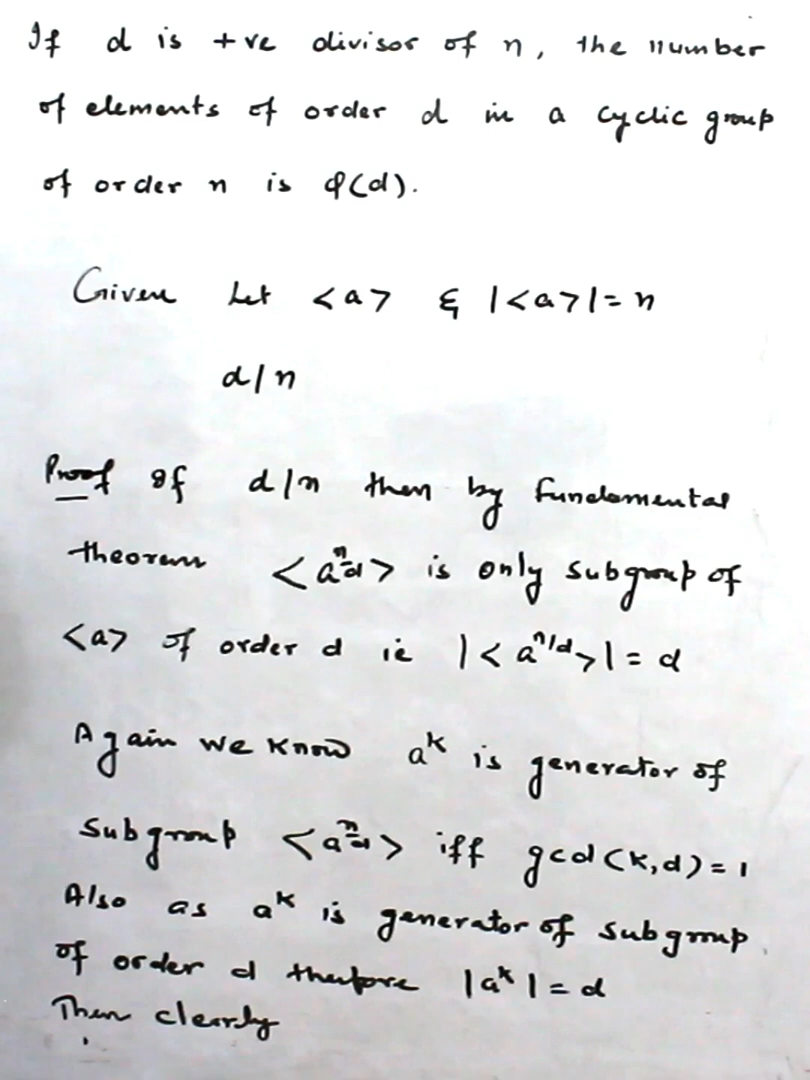 If d is +ve divisor of n, the number
of elements of order d in a cyclic group
of order n is φ(d).
Given Let <a> & |<a>|= n
d/n
Proof If d/n then by fundamental
theorem <a^{n/d}> is only subgroup of
<a> of order d ie |<a^{n/d}>| = d
Again we know a^k is generator of
subgroup <a^{n/d}> iff gcd(k,d)=1
Also as a^k is generator of subgroup
of order d therefore |a^k| = d
Then clearly